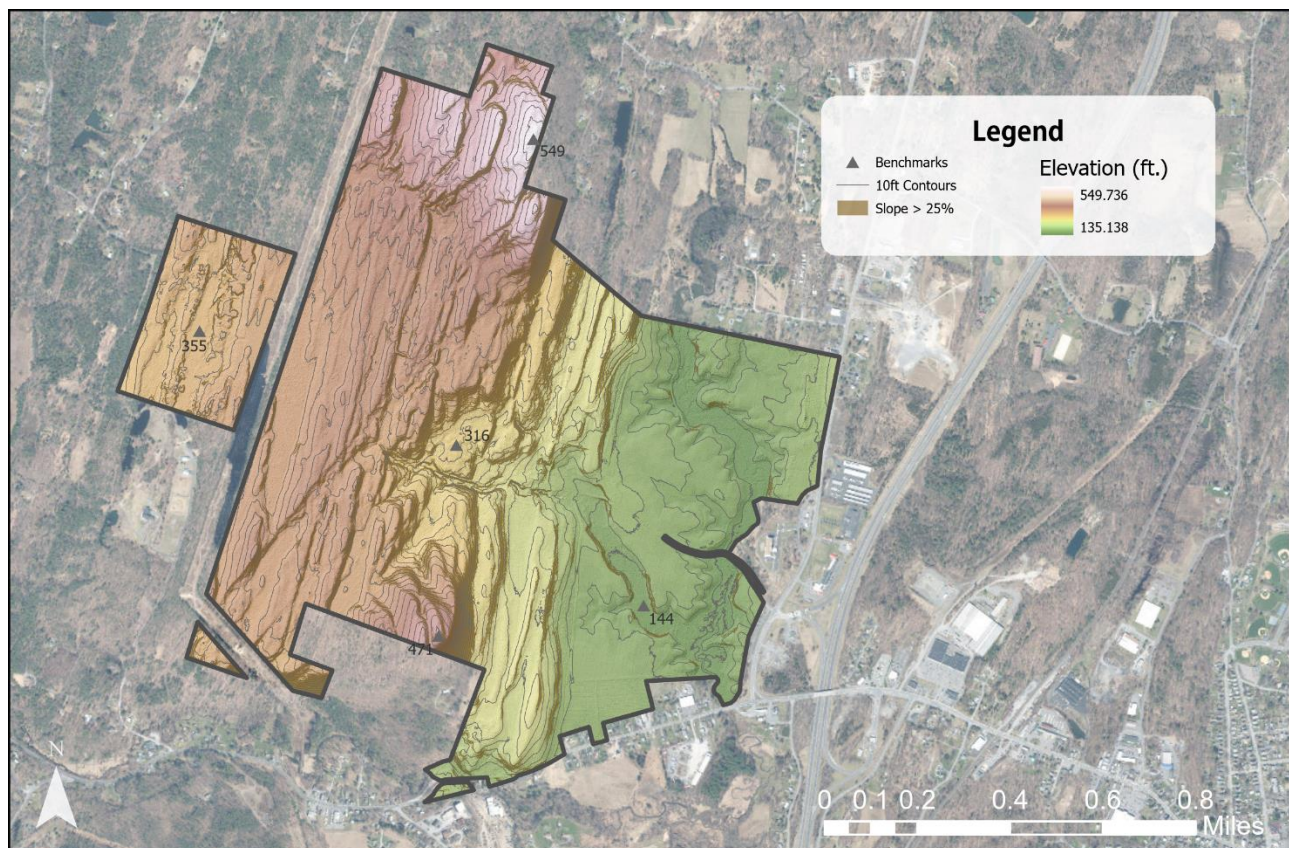 Legend
Benchmarks
10ft Contours
Slope > 25%
Elevation (ft.)
549.736
135.138
549
355
316
144
471
N
0 0.1 0.2 0.4 0.6 0.8
Miles